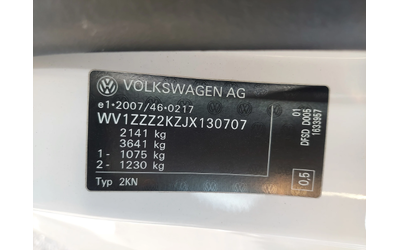 VOLKSWAGEN AG
e1*2007/46*0217
WV1ZZZ2KZJX130707
2141 kg
3641 kg
1- 1075 kg
2- 1230 kg
Typ 2KN
01
DFSD D006
1633957
0,5